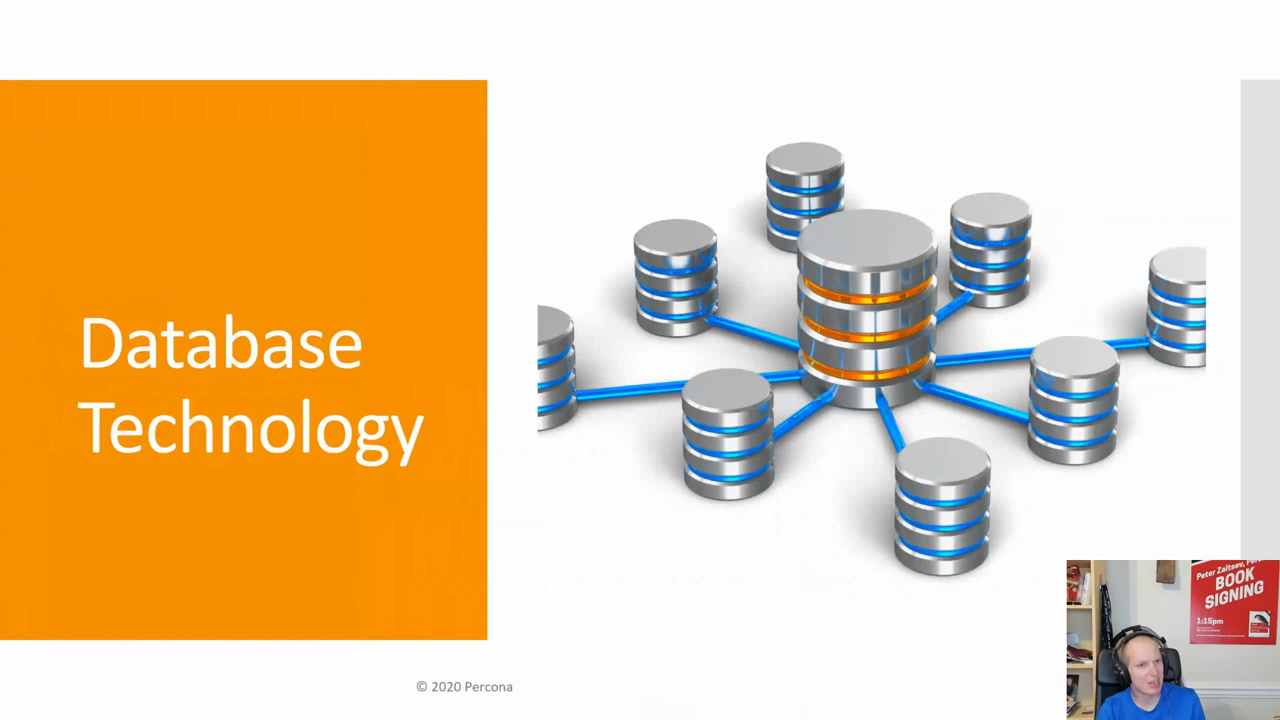 Database
Technology
© 2020 Percona
Peter Zaitsev,
BOOK
SIGNING
1:15pm